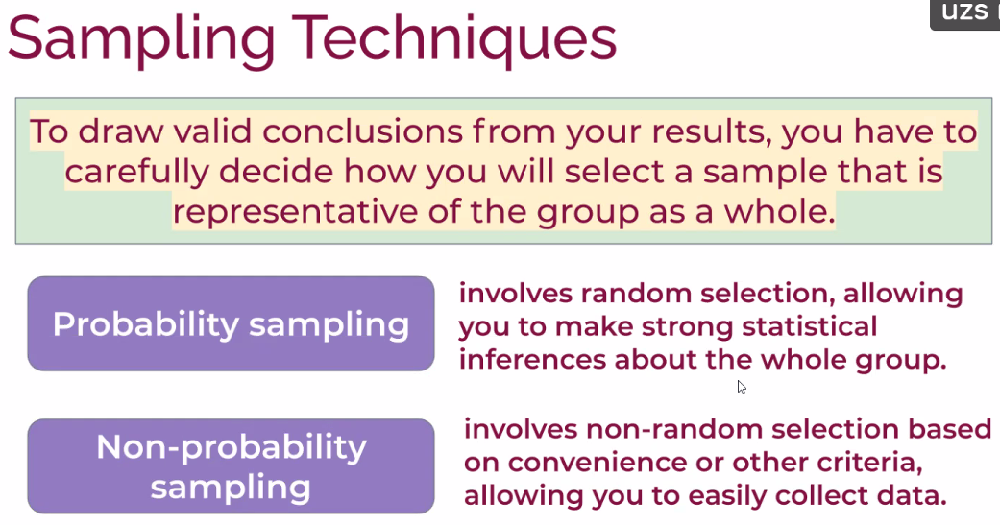 uzs
Sampling Techniques
To draw valid conclusions from your results, you have to
carefully decide how you will select a sample that is
representative of the group as a whole.
Probability sampling
involves random selection, allowing
you to make strong statistical
inferences about the whole group.
Non-probability
sampling
involves non-random selection based
on convenience or other criteria,
allowing you to easily collect data.